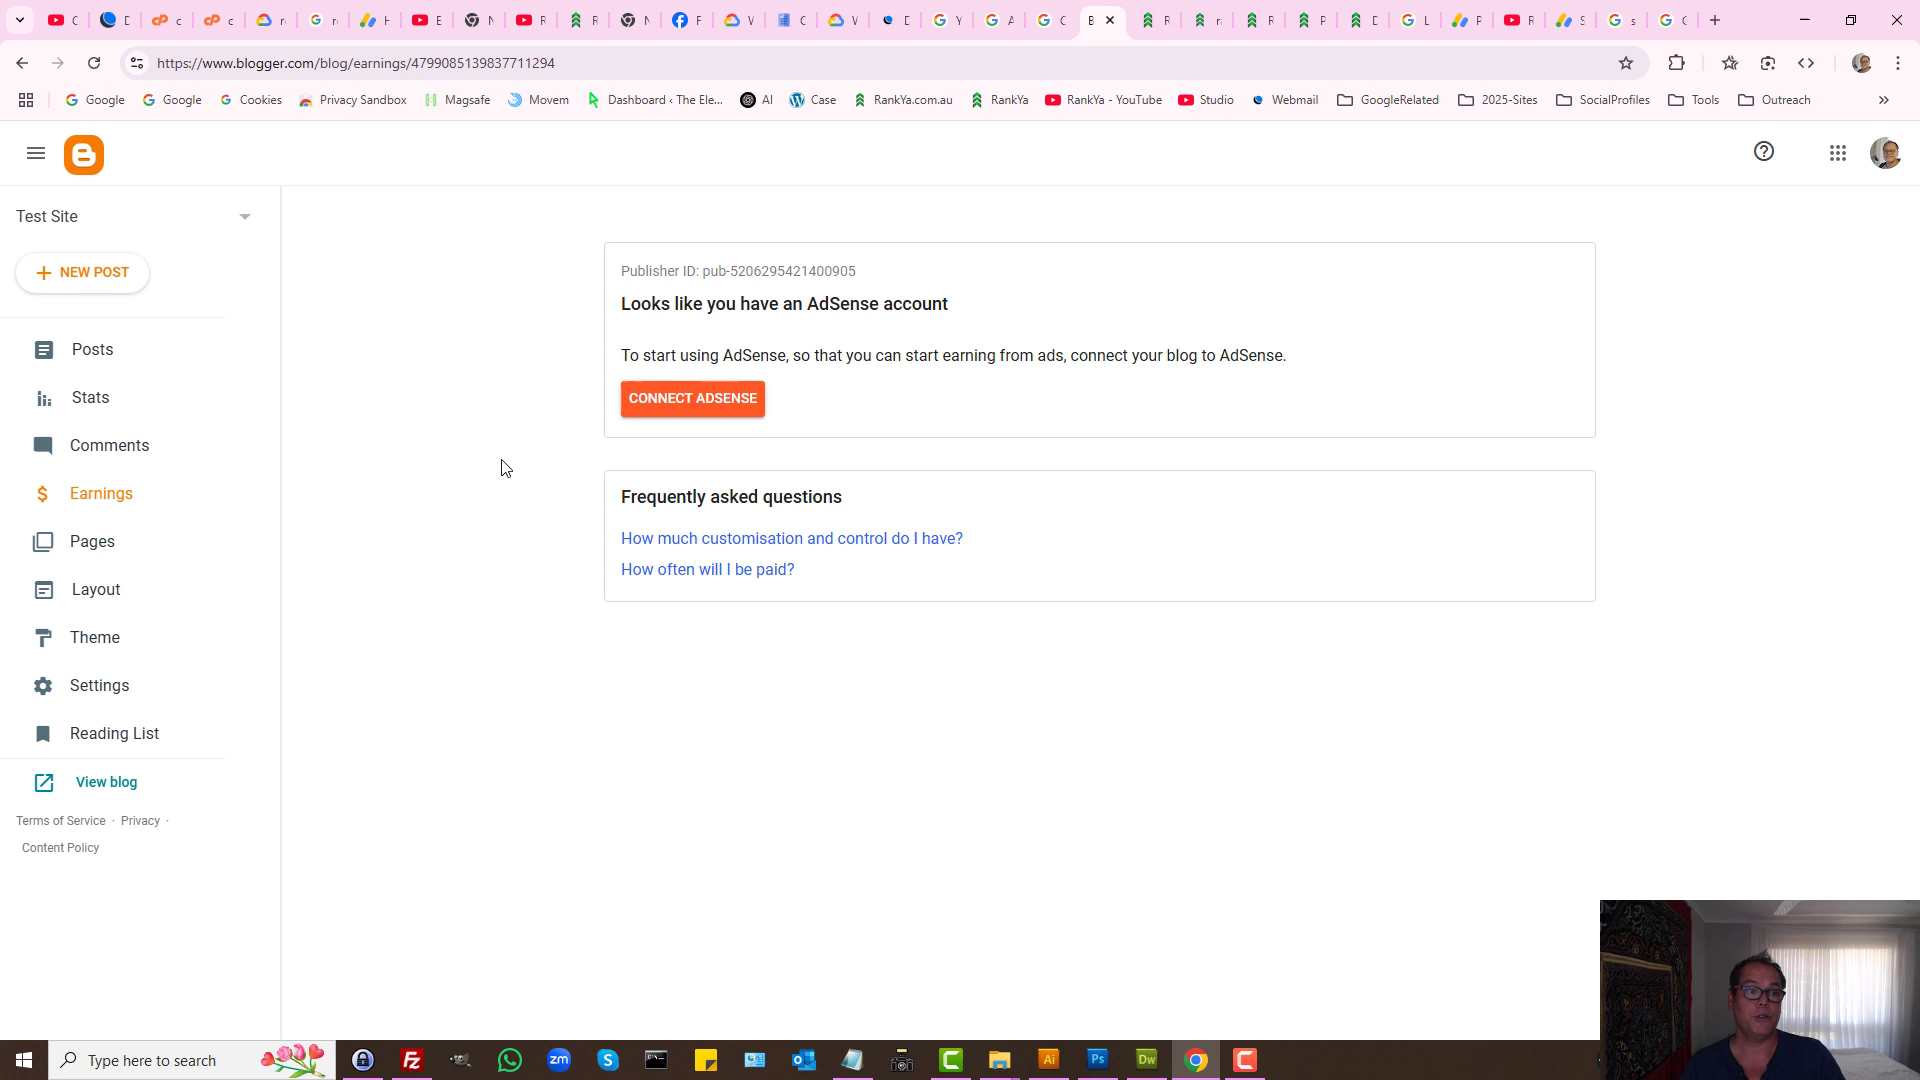 https://www.blogger.com/blog/earnings/4799085139837711294
Google
Google
Cookies
Privacy Sandbox
Magsafe
Movem
Dashboard ‹ The Ele...
AI
Case
RankYa.com.au
RankYa
RankYa - YouTube
Studio
Webmail
GoogleRelated
2025-Sites
SocialProfiles
Tools
Outreach
Test Site
NEW POST
Posts
Stats
Comments
Earnings
Pages
Layout
Theme
Settings
Reading List
View blog
Terms of Service · Privacy ·
Content Policy
Publisher ID: pub-5206295421400905
Looks like you have an AdSense account
To start using AdSense, so that you can start earning from ads, connect your blog to AdSense.
CONNECT ADSENSE
Frequently asked questions
How much customisation and control do I have?
How often will I be paid?
Type here to search